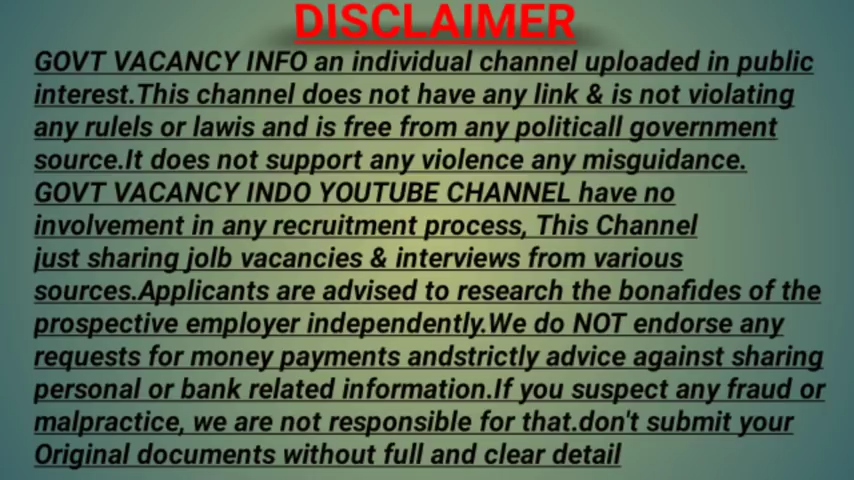 DISCLAIMER
GOVT VACANCY INFO an individual channel uploaded in public
interest.This channel does not have any link & is not violating
any rulels or lawis and is free from any politicall government
source.It does not support any violence any misguidance.
GOVT VACANCY INDO YOUTUBE CHANNEL have no
involvement in any recruitment process, This Channel
just sharing jolb vacancies & interviews from various
sources.Applicants are advised to research the bonafides of the
prospective employer independently.We do NOT endorse any
requests for money payments andstrictly advice against sharing
personal or bank related information.If you suspect any fraud or
malpractice, we are not responsible for that.don't submit your
Original documents without full and clear detail